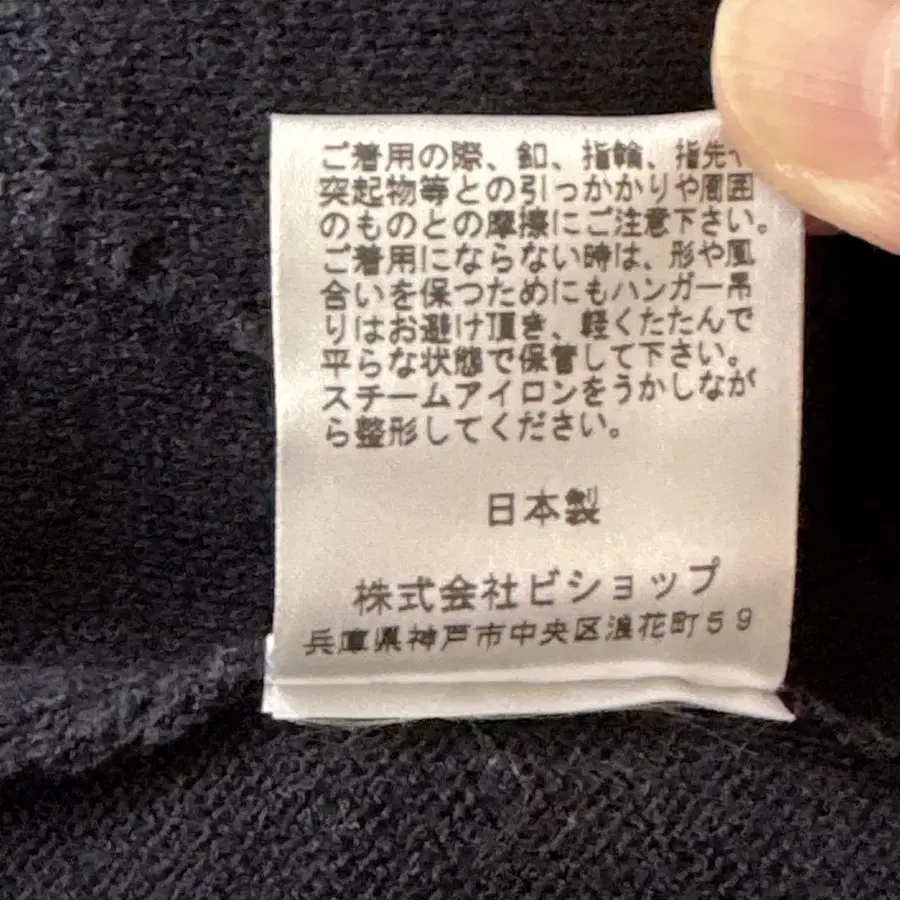 ご着用の際、釦、指輪、指先や
突起物等との引っかかりや周囲
のものとの摩擦にご注意下さい。
ご着用にならない時は、形や風
合いを保つためにもハンガー吊
りはお避け頂き、軽くたたんで
平らな状態で保管して下さい。
スチームアイロンをうかしなが
ら整形してください。
日本製
株式会社ビショップ
兵庫県神戸市中央区浪花町59